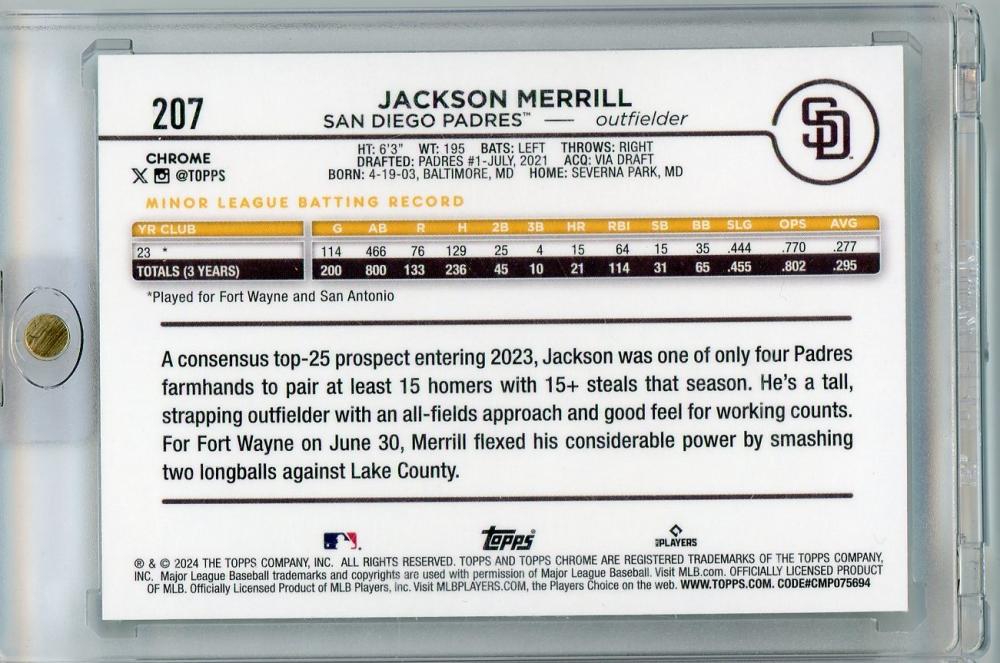 207
JACKSON MERRILL
SAN DIEGO PADRES™ — outfielder
SD
CHROME
X @TOPPS
HT: 6'3" WT: 195 BATS: LEFT THROWS: RIGHT
DRAFTED: PADRES #1-JULY, 2021 ACQ: VIA DRAFT
BORN: 4-19-03, BALTIMORE, MD HOME: SEVERNA PARK, MD
MINOR LEAGUE BATTING RECORD
YR CLUB G AB R H 2B 3B HR RBI SB BB SLG OPS AVG
23 * 114 466 76 129 25 4 15 64 15 35 .444 .770 .277
TOTALS (3 YEARS) 200 800 133 236 45 10 21 114 31 65 .455 .802 .295
*Played for Fort Wayne and San Antonio
A consensus top-25 prospect entering 2023, Jackson was one of only four Padres
farmhands to pair at least 15 homers with 15+ steals that season. He's a tall,
strapping outfielder with an all-fields approach and good feel for working counts.
For Fort Wayne on June 30, Merrill flexed his considerable power by smashing
two longballs against Lake County.
topps
PLAYERS
® & © 2024 THE TOPPS COMPANY, INC. ALL RIGHTS RESERVED. TOPPS AND TOPPS CHROME ARE REGISTERED TRADEMARKS OF THE TOPPS COMPANY,
INC. Major League Baseball trademarks and copyrights are used with permission of Major League Baseball. Visit MLB.com. OFFICIALLY LICENSED PRODUCT
OF MLB. Officially Licensed Product of MLB Players, Inc. Visit MLBPLAYERS.COM, the Players Choice on the web. WWW.TOPPS.COM. CODE#CMP075694